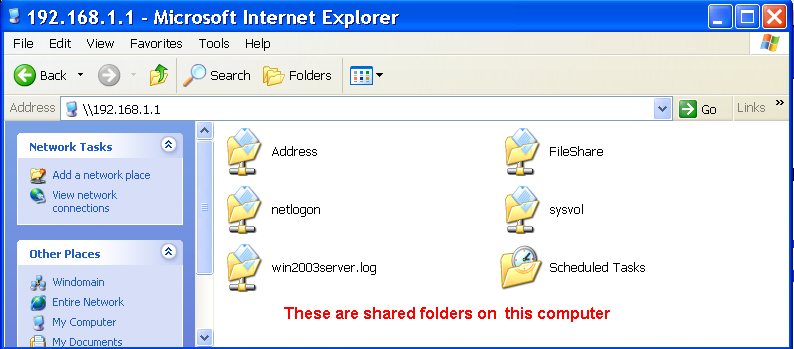 192.168.1.1 - Microsoft Internet Explorer
File Edit View Favorites Tools Help
Back Search Folders
Address \\192.168.1.1 Go Links »
Network Tasks
Add a network place
View network
connections
Other Places
Windomain
Entire Network
My Computer
My Documents
Address FileShare
netlogon sysvol
win2003server.log Scheduled Tasks
These are shared folders on this computer